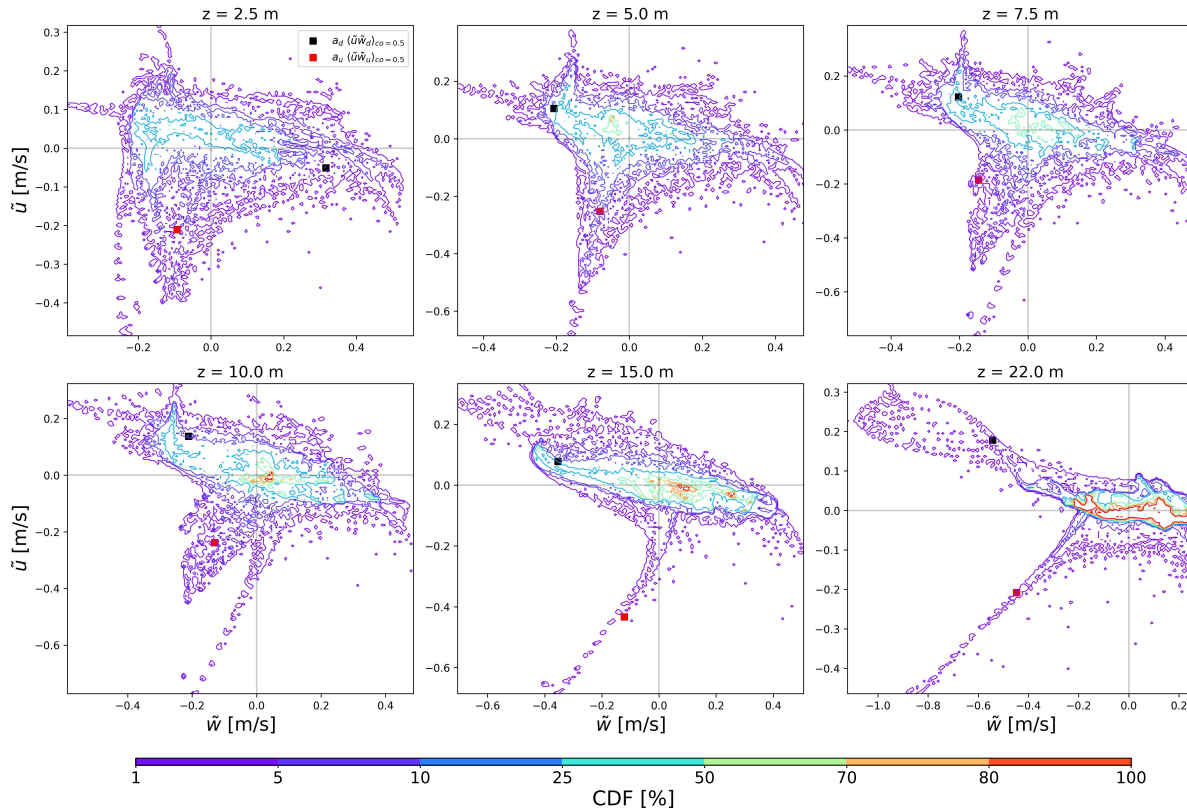 z = 2.5 m
z = 5.0 m
z = 7.5 m
0.3
0.2
0.1
0.0
−0.1
−0.2
−0.3
−0.4
ũ [m/s]
−0.2 0.0 0.2 0.4
a_d ⟨ũw̃_d⟩_co=0.5
a_u ⟨ũw̃_u⟩_co=0.5
0.2
0.0
−0.2
−0.4
−0.6
−0.4 −0.2 0.0 0.2 0.4
0.2
0.0
−0.2
−0.4
−0.6
−0.4 −0.2 0.0 0.2 0.4
z = 10.0 m
z = 15.0 m
z = 22.0 m
0.2
0.0
−0.2
−0.4
−0.6
ũ [m/s]
−0.4 −0.2 0.0 0.2 0.4
w̃ [m/s]
0.2
0.0
−0.2
−0.4
−0.6
−0.6 −0.4 −0.2 0.0 0.2 0.4
w̃ [m/s]
0.3
0.2
0.1
0.0
−0.1
−0.2
−0.3
−0.4
−1.0 −0.8 −0.6 −0.4 −0.2 0.0 0.2
w̃ [m/s]
1 5 10 25 50 70 80 100
CDF [%]